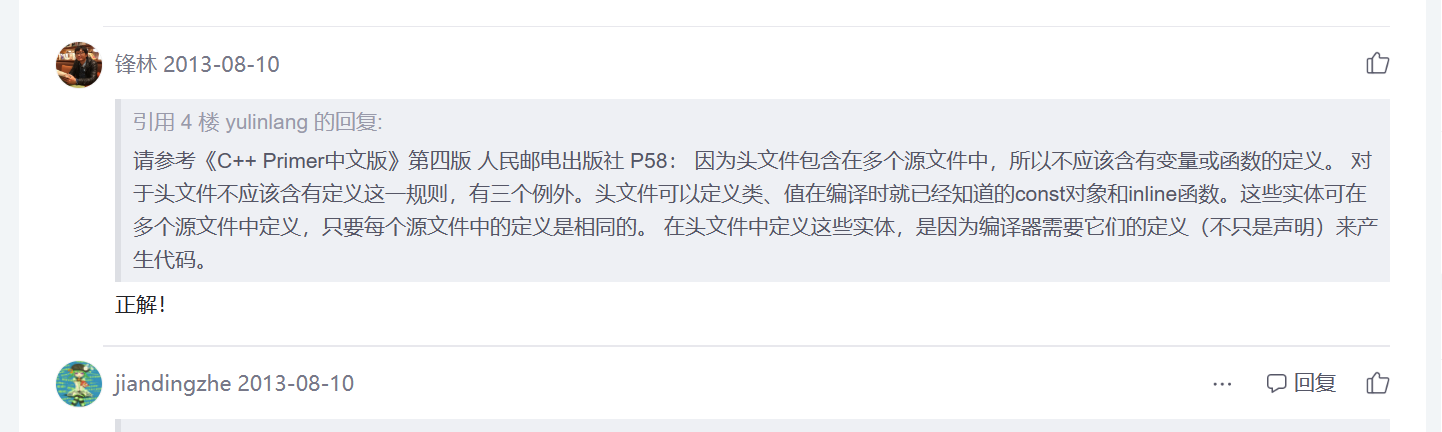 锋林 2013-08-10
引用 4 楼 yulinlang 的回复:
请参考《C++ Primer中文版》第四版 人民邮电出版社 P58： 因为头文件包含在多个源文件中，所以不应该含有变量或函数的定义。 对
于头文件不应该含有定义这一规则，有三个例外。头文件可以定义类、值在编译时就已经知道的const对象和inline函数。这些实体可在
多个源文件中定义，只要每个源文件中的定义是相同的。 在头文件中定义这些实体，是因为编译器需要它们的定义（不只是声明）来产
生代码。
正解！
jiandingzhe 2013-08-10 ··· 回复